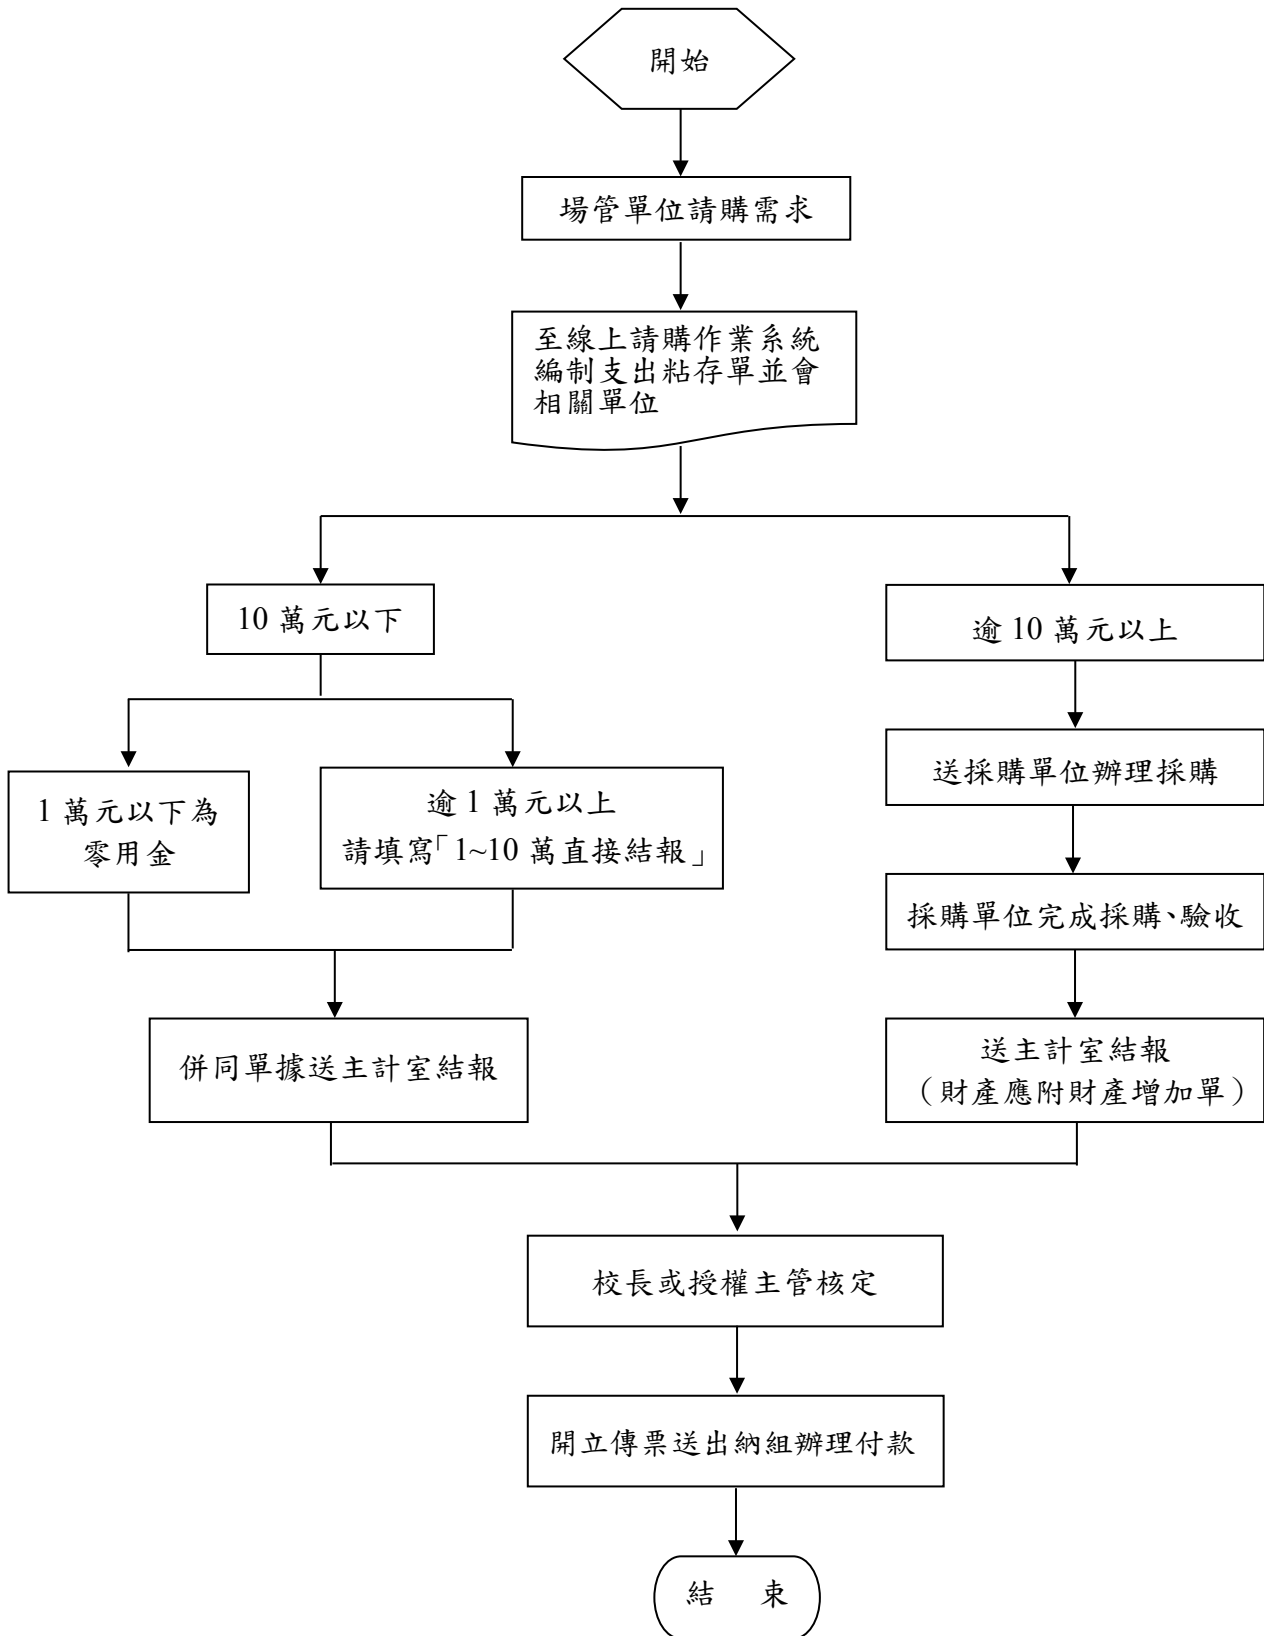 開始
場管單位請購需求
至線上請購作業系統
編制支出粘存單並會
相關單位
10 萬元以下
逾 10 萬元以上
1 萬元以下為
零用金
逾 1 萬元以上
請填寫「1~10 萬直接結報」
送採購單位辦理採購
採購單位完成採購、驗收
併同單據送主計室結報
送主計室結報
（財產應附財產增加單）
校長或授權主管核定
開立傳票送出納組辦理付款
結 束